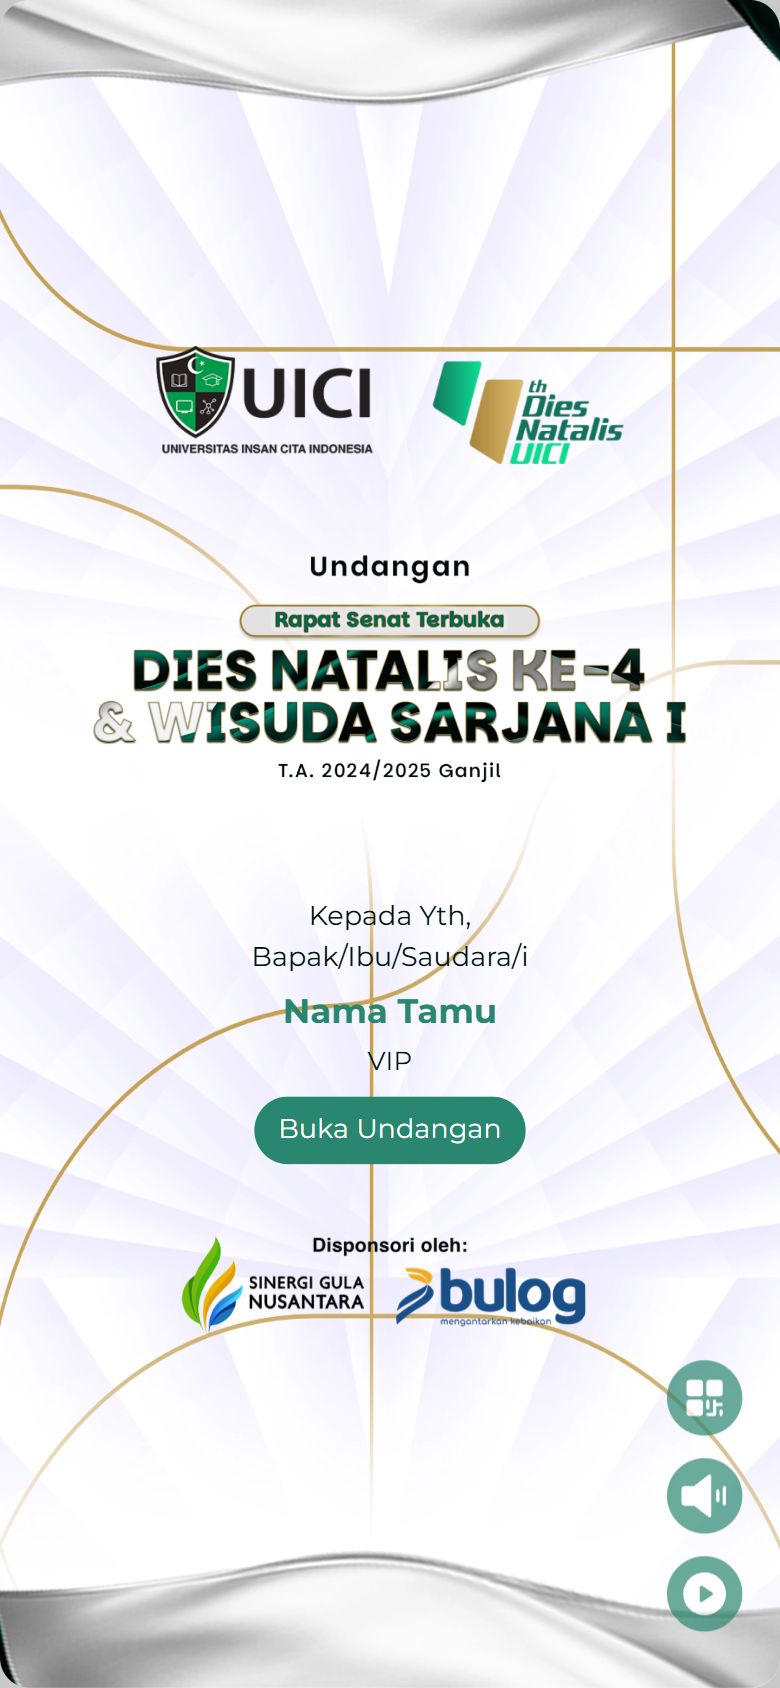 UICI
UNIVERSITAS INSAN CITA INDONESIA
th
Dies
Natalis
UICI
Undangan
Rapat Senat Terbuka
DIES NATALIS KE-4
& WISUDA SARJANA I
T.A. 2024/2025 Ganjil
Kepada Yth,
Bapak/Ibu/Saudara/i
Nama Tamu
VIP
Buka Undangan
Disponsori oleh:
SINERGI GULA
NUSANTARA
bulog
mengantarkan kebaikan